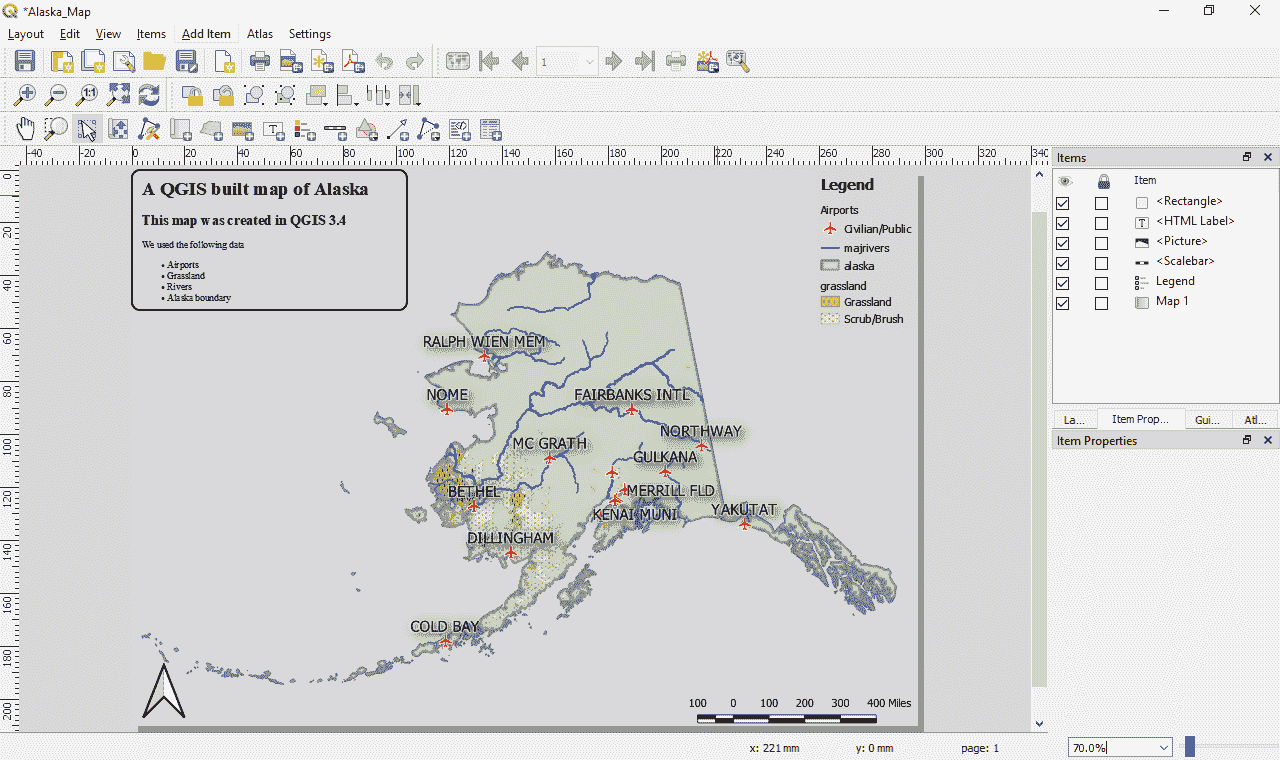 *Alaska_Map
Layout Edit View Items Add Item Atlas Settings
1
40 20 0 20 40 60 80 100 120 140 160 180 200 220 240 260 280 300 320 340
0
20
40
60
80
100
120
140
160
180
200
A QGIS built map of Alaska
This map was created in QGIS 3.4
We used the following data
• Airports
• Grassland
• Rivers
• Alaska boundary
Legend
Airports
Civilian/Public
majrivers
alaska
grassland
Grassland
Scrub/Brush
RALPH WIEN MEM
NOME
FAIRBANKS INTL
NORTHWAY
MC GRATH
GULKANA
BETHEL
MERRILL FLD
KENAI MUNI
YAKUTAT
DILLINGHAM
COLD BAY
100 0 100 200 300 400 Miles
Items
Item
<Rectangle>
T <HTML Label>
<Picture>
<Scalebar>
Legend
Map 1
La... Item Prop... Gui... Atl...
Item Properties
x: 221 mm y: 0 mm page: 1 70.0%